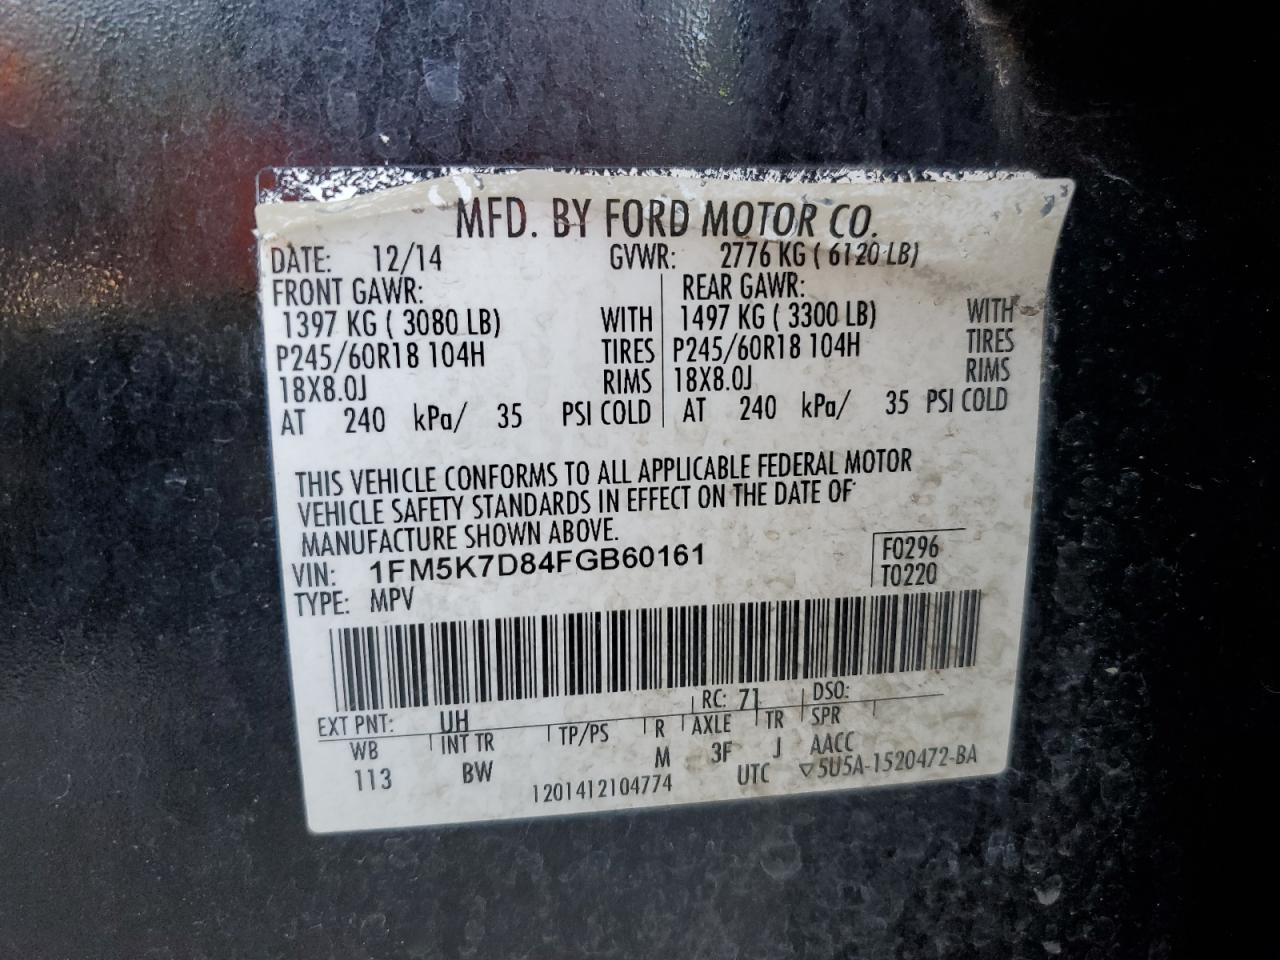 MFD. BY FORD MOTOR CO.
DATE: 12/14 GVWR: 2776 KG ( 6120 LB)
FRONT GAWR: REAR GAWR:
1397 KG ( 3080 LB) WITH 1497 KG ( 3300 LB) WITH
P245/60R18 104H TIRES P245/60R18 104H TIRES
18X8.0J RIMS 18X8.0J RIMS
AT 240 kPa/ 35 PSI COLD AT 240 kPa/ 35 PSI COLD
THIS VEHICLE CONFORMS TO ALL APPLICABLE FEDERAL MOTOR
VEHICLE SAFETY STANDARDS IN EFFECT ON THE DATE OF
MANUFACTURE SHOWN ABOVE.
VIN: 1FM5K7D84FGB60161 F0296
TYPE: MPV T0220
EXT PNT: UH RC: 71 DSO:
WB INT TR TP/PS R AXLE TR SPR
113 BW M 3F J AACC
1201412104774 UTC ▽5U5A-1520472-BA